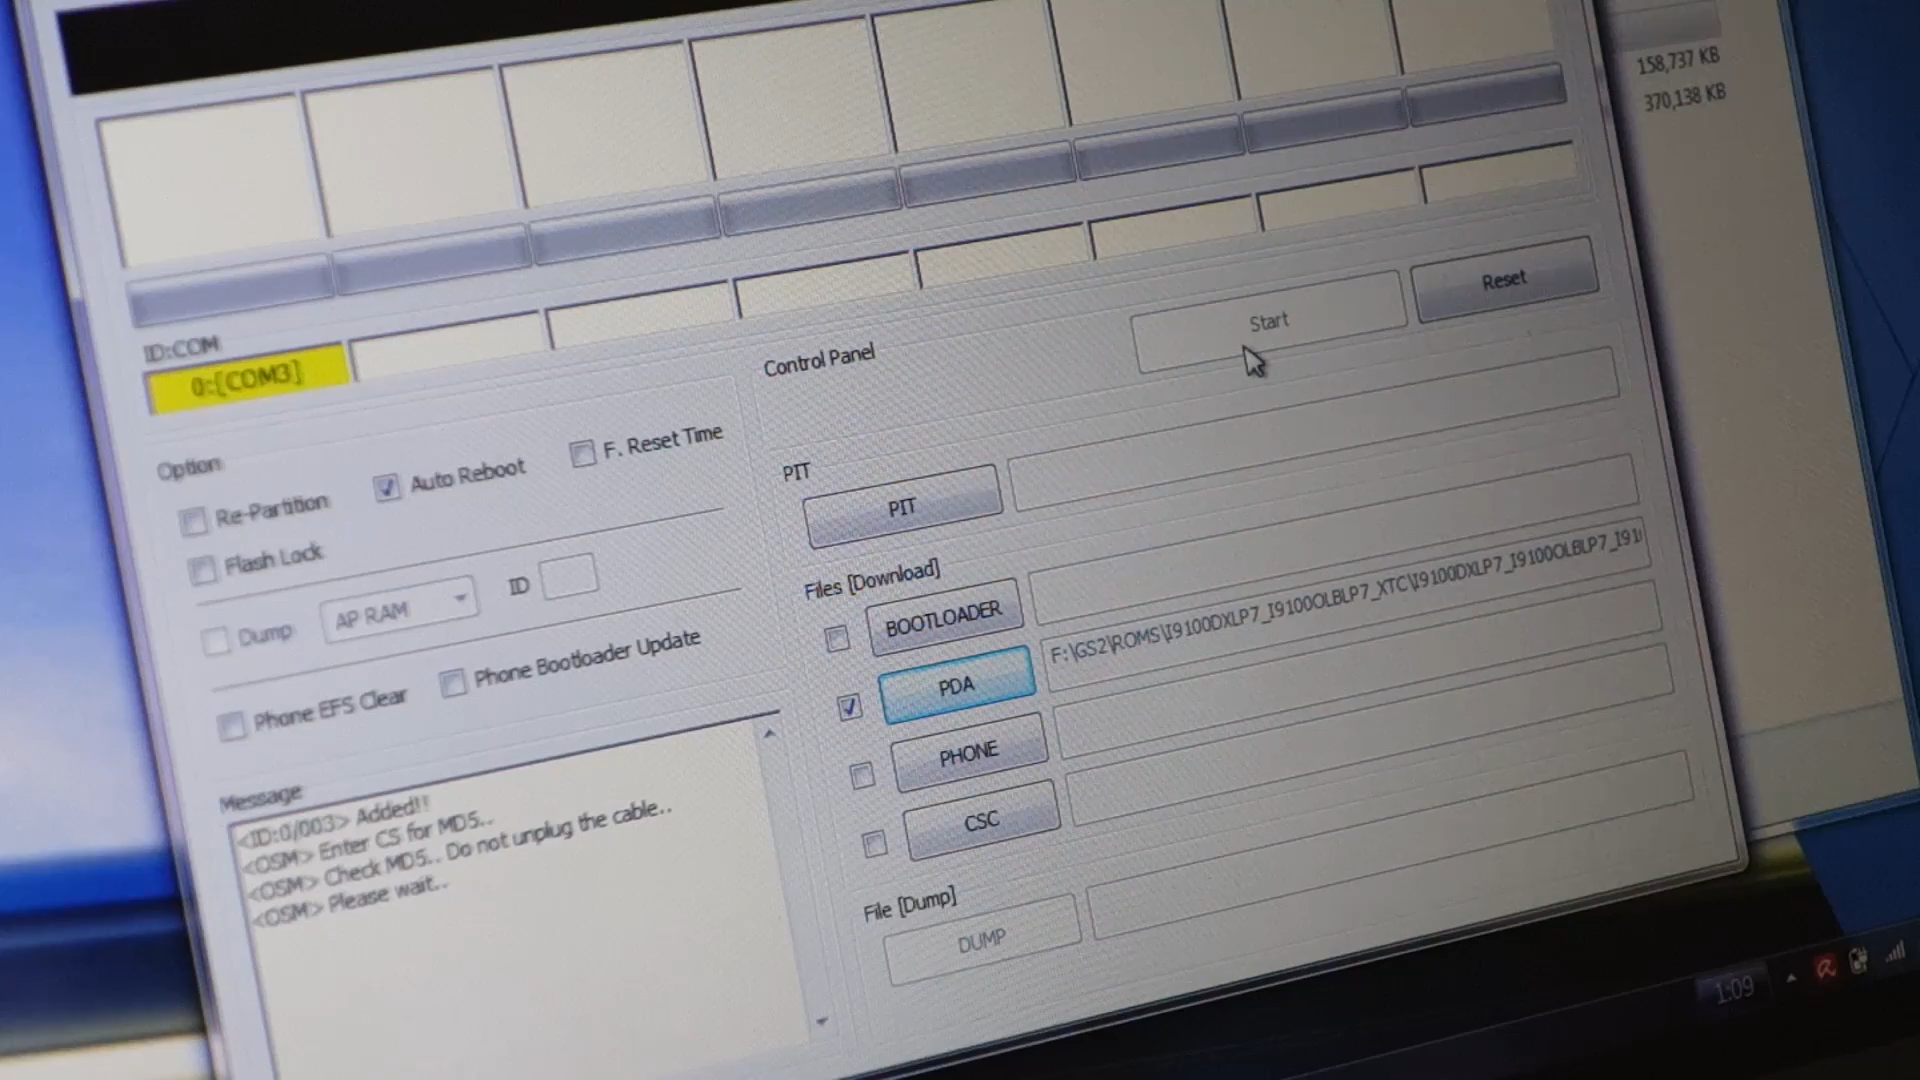 158,737 KB
370,138 KB
ID:COM
0:[COM3]
Option
Re-Partition
Auto Reboot
F. Reset Time
Flash Lock
Dump
AP RAM
ID
Phone EFS Clear
Phone Bootloader Update
Message
<ID:0/003> Added!!
<OSM> Enter CS for MD5..
<OSM> Check MD5.. Do not unplug the cable..
<OSM> Please wait..
Control Panel
Start
Reset
PIT
PIT
Files [Download]
BOOTLOADER
PDA
F:\GS2\ROMS\I9100DXLP7_I9100OLBLP7_XTC\I9100DXLP7_I9100OLBLP7_I91
PHONE
CSC
File [Dump]
DUMP
1:09